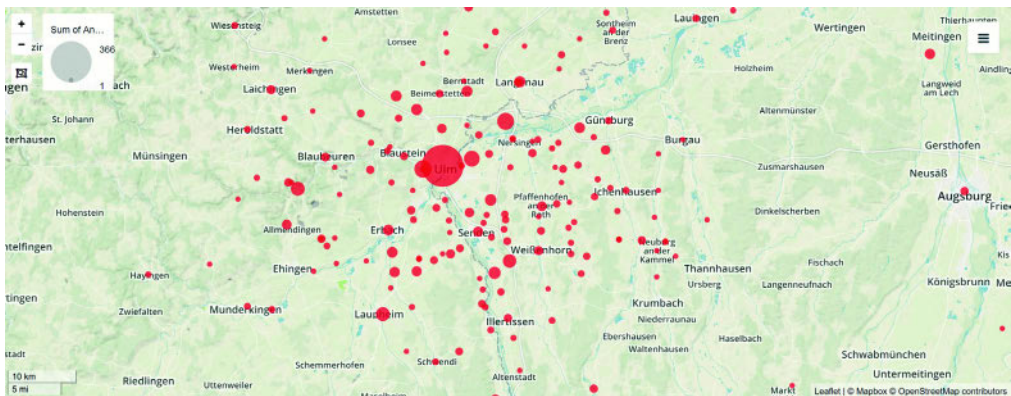 Wiesensteig
Amstetten
Lonsee
Sontheim
an der
Brenz
Lauingen
Wertingen
Thierhaupten
Meitingen
+
−
Sum of An...
366
1
Westerheim
Merklingen
Bernstadt
Langenau
Holzheim
Aindling
Laichingen
Beimerstetten
Langweid
am Lech
St. Johann
Heroldstatt
Günzburg
Altenmünster
Münsingen
Blaubeuren
Blaustein
Nersingen
Burgau
Gersthofen
Ulm
Zusmarshausen
Neusäß
Hohenstein
Pfaffenhofen
an der
Roth
Ichenhausen
Dinkelscherben
Augsburg
Allmendingen
Erbach
Senden
Neuburg
an der
Kammel
Weißenhorn
Fischach
Kis
Hayingen
Ehingen
Thannhausen
Ursberg
Langenneufnach
Königsbrunn
Zwiefalten
Munderkingen
Laupheim
Illertissen
Krumbach
Niederraunau
Ebershausen
Waltenhausen
Haselbach
Schwabmünchen
Schemmerhofen
Schwendi
Altenstadt
Untermeitingen
10 km
5 mi
Riedlingen
Uttenweiler
Markt
Leaflet | © Mapbox © OpenStreetMap contributors